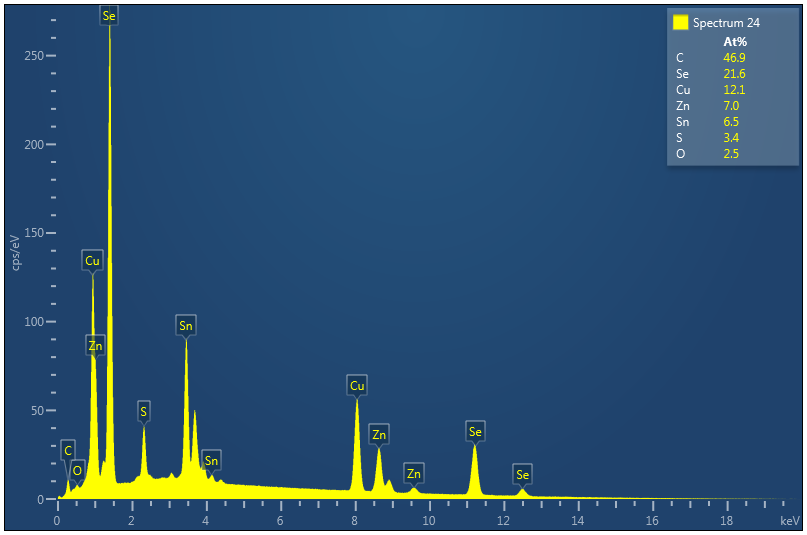 Spectrum 24
At%
C 46.9
Se 21.6
Cu 12.1
Zn 7.0
Sn 6.5
S 3.4
O 2.5
Se
Cu
Zn
C
O
S
Sn
Sn
Cu
Zn
Zn
Se
Se
cps/eV
250
200
150
100
50
0
0 2 4 6 8 10 12 14 16 18 keV